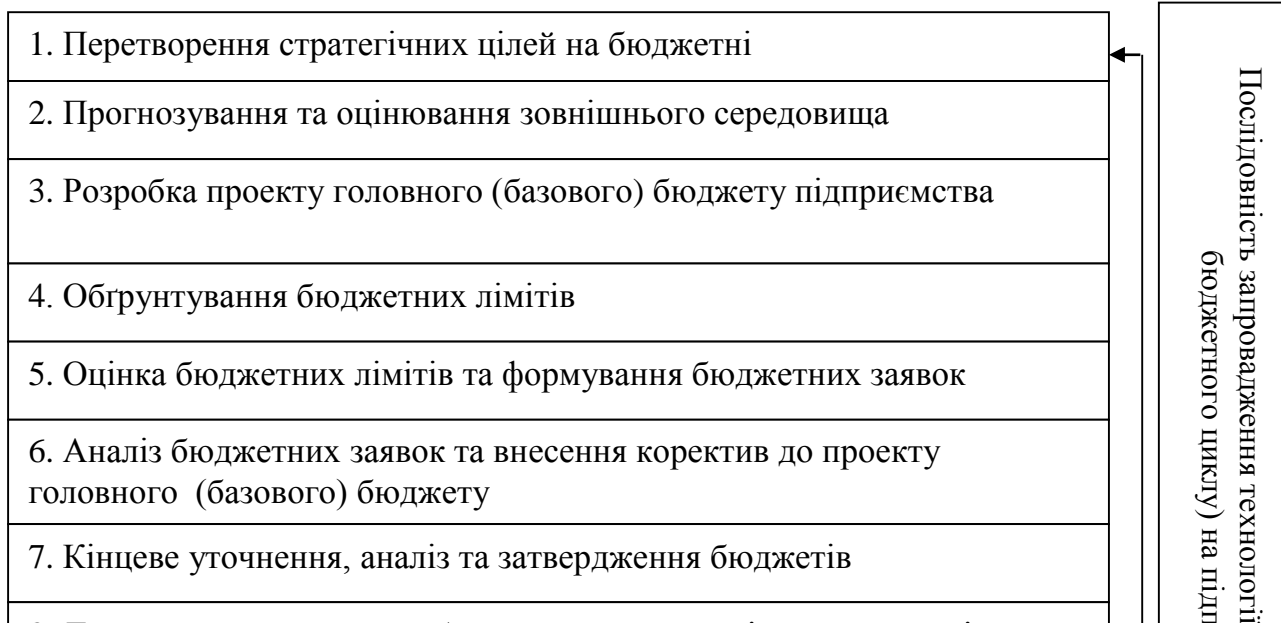 1. Перетворення стратегічних цілей на бюджетні
2. Прогнозування та оцінювання зовнішнього середовища
3. Розробка проекту головного (базового) бюджету підприємства
4. Обґрунтування бюджетних лімітів
5. Оцінка бюджетних лімітів та формування бюджетних заявок
6. Аналіз бюджетних заявок та внесення коректив до проекту
головного (базового) бюджету
7. Кінцеве уточнення, аналіз та затвердження бюджетів
Послідовність запровадження технології
бюджетного циклу) на